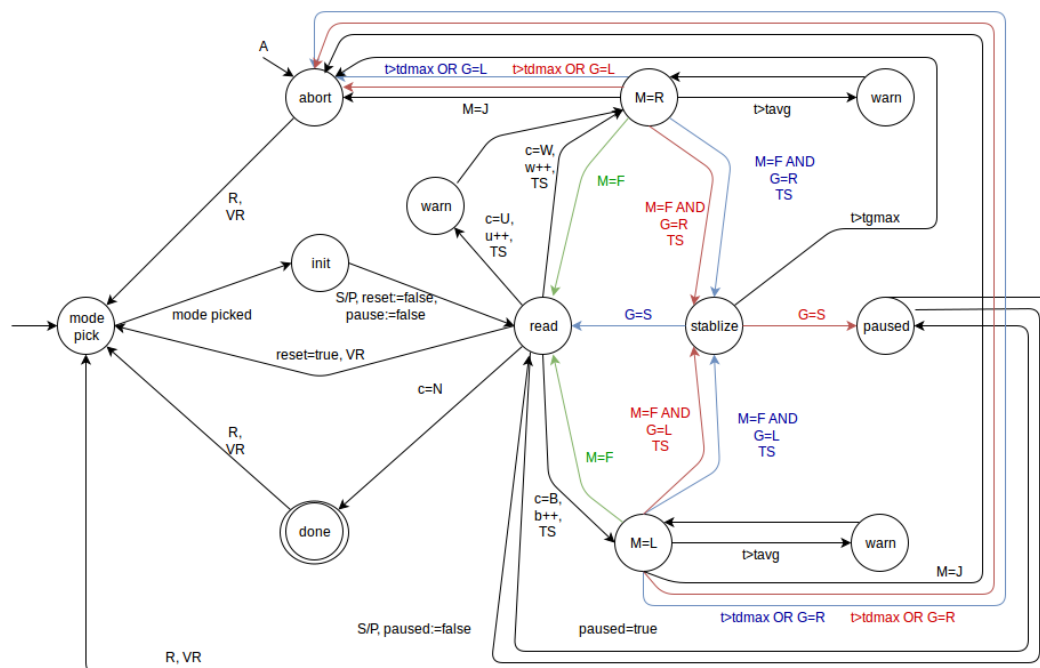 A
t>tdmax OR G=L
t>tdmax OR G=L
abort
M=R
warn
M=J
t>tavg
c=W,
w++,
TS
M=F AND
G=R
TS
M=F
R,
VR
warn
c=U,
u++,
TS
M=F AND
G=R
TS
t>tgmax
init
S/P, reset:=false,
pause:=false
mode
pick
mode picked
read
G=S
stablize
G=S
paused
reset=true, VR
c=N
M=F AND
G=L
TS
M=F AND
G=L
TS
R,
VR
M=F
c=B,
b++,
TS
done
M=L
warn
t>tavg
M=J
t>tdmax OR G=R
t>tdmax OR G=R
S/P, paused:=false
paused=true
R, VR